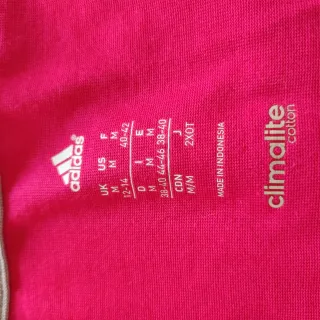 adidas
UK US F
M M M
12-14 M 40-42
D I E
M M M
38-40 44-46 38-40
CDN J
M/M 2XOT
MADE IN INDONESIA
climalite
cotton